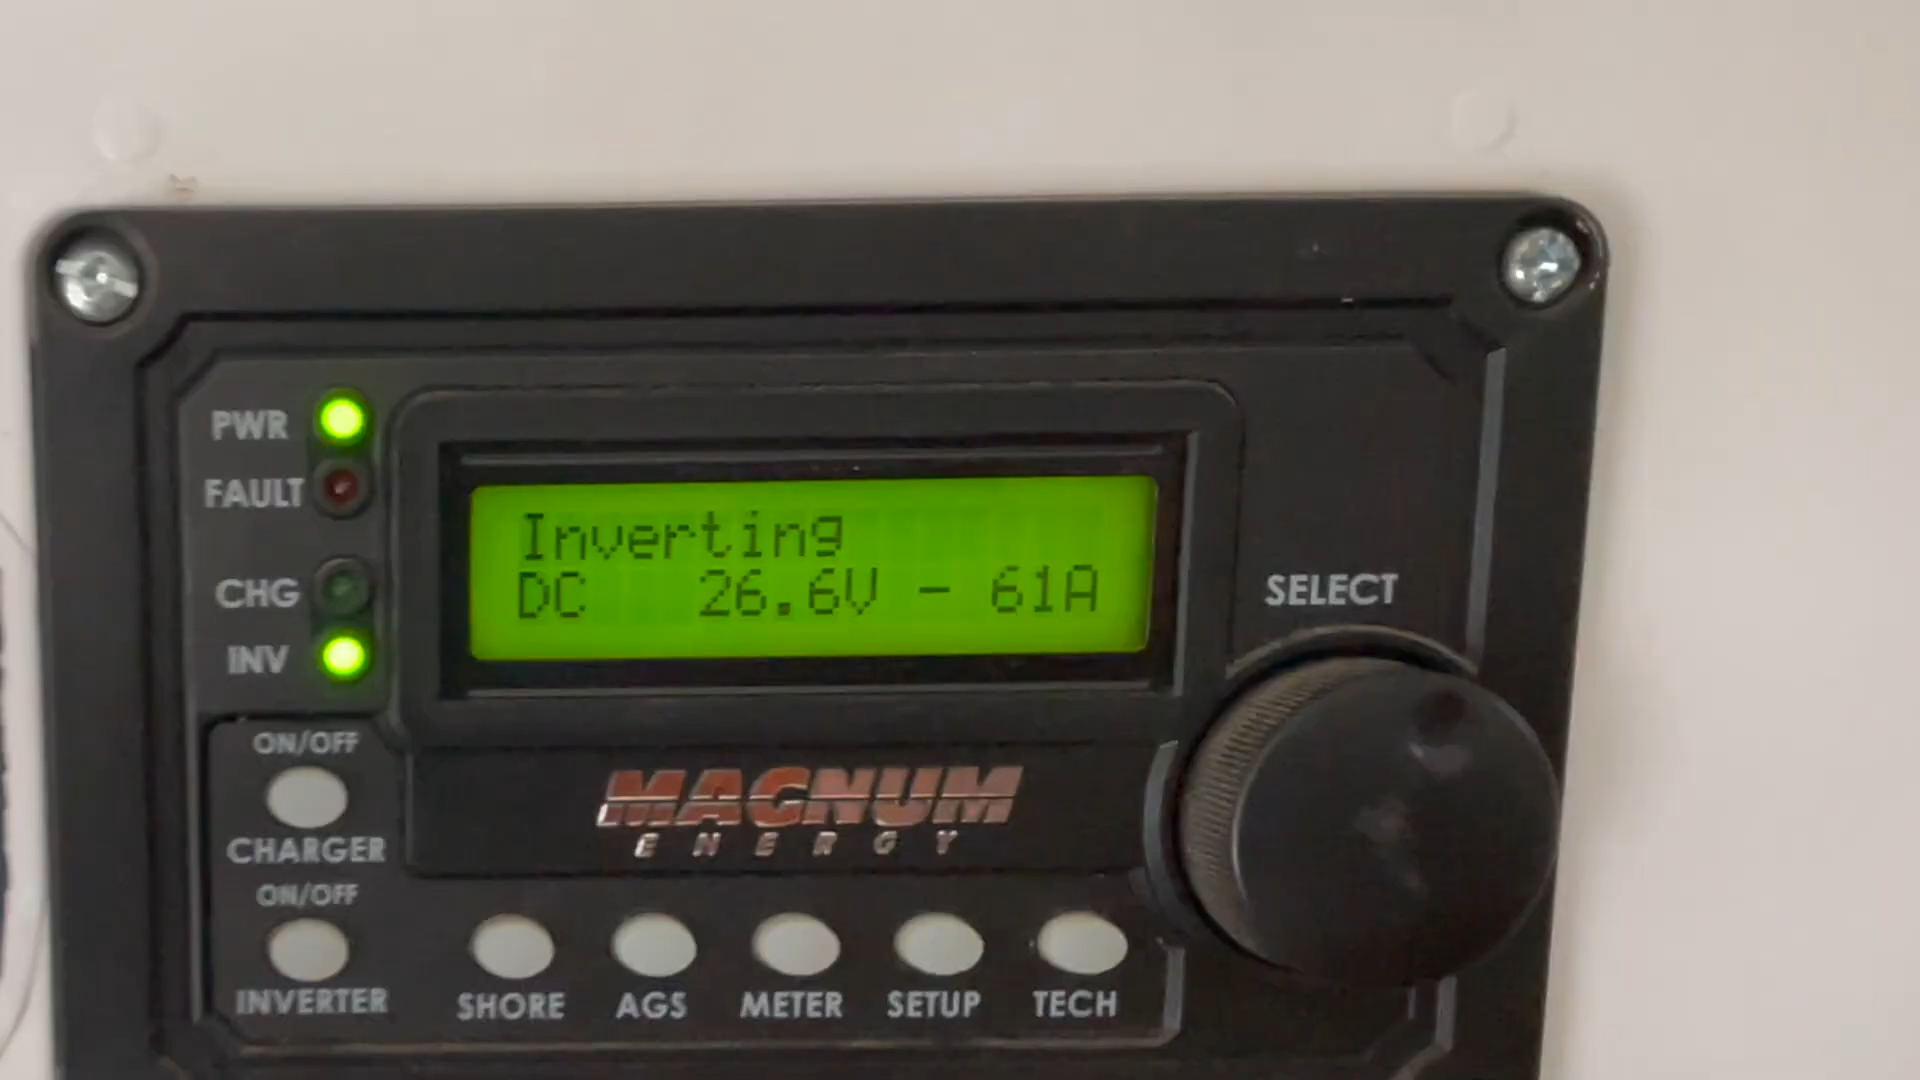 PWR
FAULT
CHG
INV
Inverting
DC 26.6V - 61A
SELECT
ON/OFF
CHARGER
ON/OFF
INVERTER
MAGNUM
ENERGY
SHORE
AGS
METER
SETUP
TECH